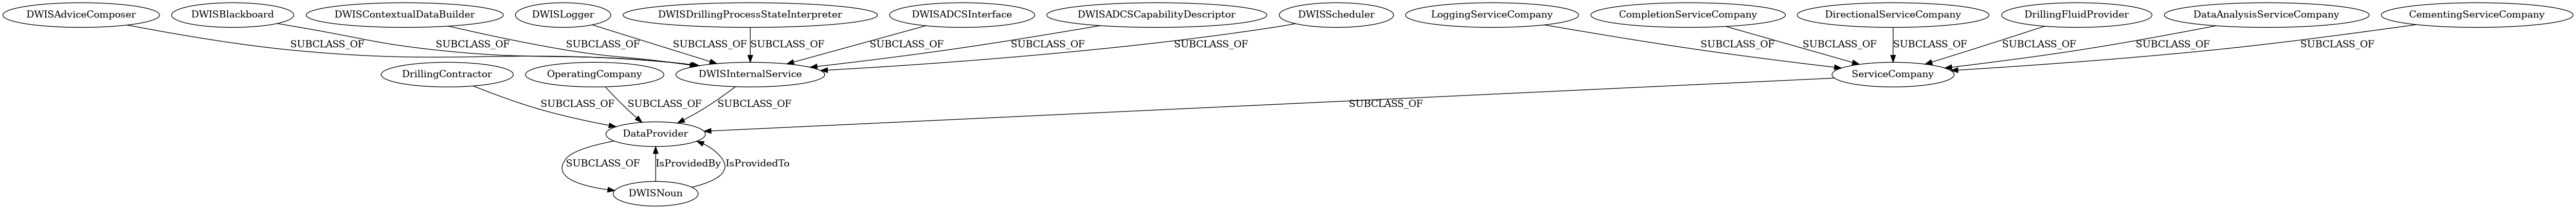 DWISAdviceComposer
DWISBlackboard
DWISContextualDataBuilder
DWISLogger
DWISDrillingProcessStateInterpreter
DWISADCSInterface
DWISADCSCapabilityDescriptor
DWISScheduler
LoggingServiceCompany
CompletionServiceCompany
DirectionalServiceCompany
DrillingFluidProvider
DataAnalysisServiceCompany
CementingServiceCompany
SUBCLASS_OF
SUBCLASS_OF
SUBCLASS_OF
SUBCLASS_OF
SUBCLASS_OF
SUBCLASS_OF
SUBCLASS_OF
SUBCLASS_OF
SUBCLASS_OF
SUBCLASS_OF
SUBCLASS_OF
SUBCLASS_OF
SUBCLASS_OF
SUBCLASS_OF
DrillingContractor
OperatingCompany
DWISInternalService
ServiceCompany
SUBCLASS_OF
SUBCLASS_OF
SUBCLASS_OF
SUBCLASS_OF
DataProvider
SUBCLASS_OF
IsProvidedBy
IsProvidedTo
DWISNoun